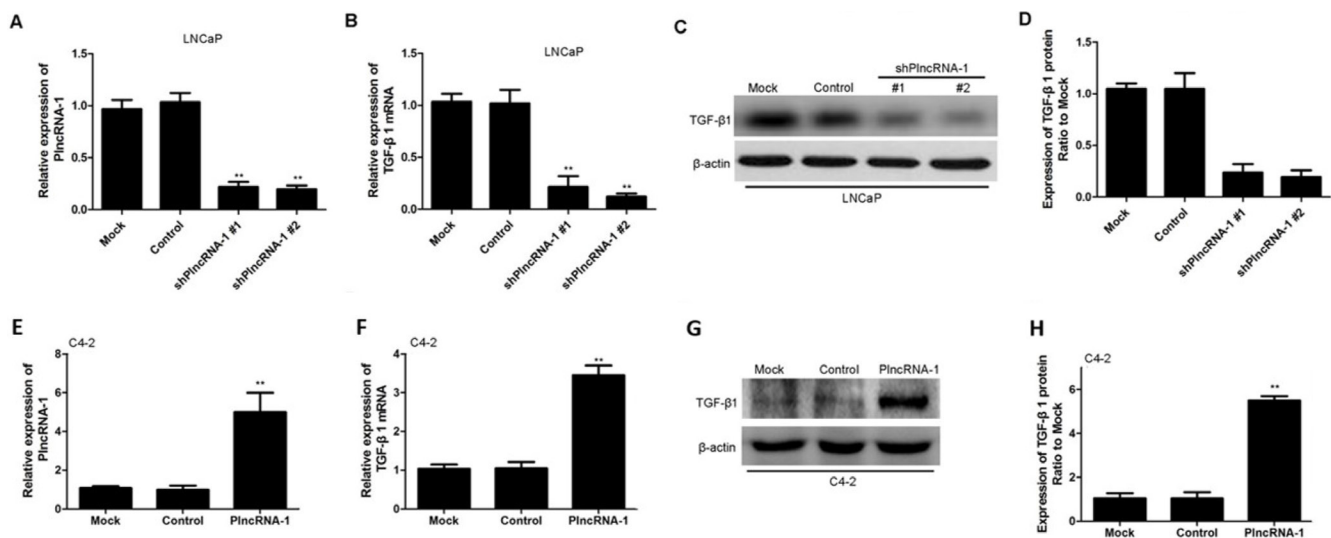 A
LNCaP
Relative expression of
PlncRNA-1
1.5
1.0
0.5
0.0
**
**
Mock
Control
shPlncRNA-1 #1
shPlncRNA-1 #2
B
LNCaP
Relative expression of
TGF-β 1 mRNA
1.5
1.0
0.5
0.0
**
**
Mock
Control
shPlncRNA-1 #1
shPlncRNA-1 #2
C
shPlncRNA-1
Mock Control #1 #2
TGF-β1
β-actin
LNCaP
D
Expression of TGF-β 1 protein
Ratio to Mock
1.5
1.0
0.5
0.0
Mock
Control
shPlncRNA-1 #1
shPlncRNA-1 #2
E
C4-2
Relative expression of
PlncRNA-1
8
6
4
2
0
**
Mock Control PlncRNA-1
F
C4-2
Relative expression of
TGF-β 1 mRNA
4
3
2
1
0
**
Mock Control PlncRNA-1
G
Mock Control PlncRNA-1
TGF-β1
β-actin
C4-2
H
C4-2
Expression of TGF-β 1 protein
Ratio to Mock
6
4
2
0
**
Mock Control PlncRNA-1